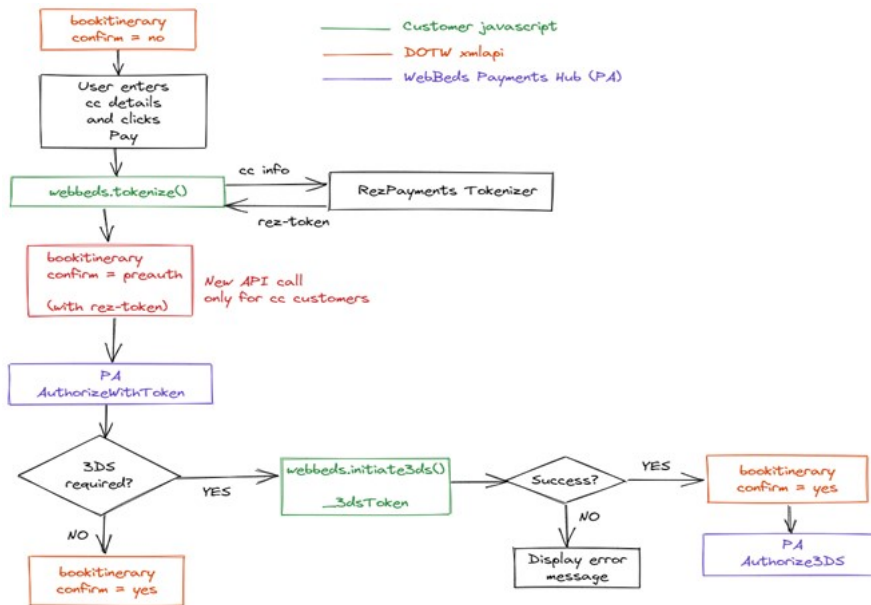 bookitinerary
confirm = no
Customer javascript
DOTW xmlapi
WebBeds Payments Hub (PA)
User enters
cc details
and clicks
Pay
webbeds.tokenize()
cc info
rez-token
RezPayments Tokenizer
bookitinerary
confirm = preauth
(with rez-token)
New API call
only for cc customers
PA
AuthorizeWithToken
3DS
required?
YES
NO
webbeds.initiate3ds()
_3dsToken
Success?
YES
NO
bookitinerary
confirm = yes
Display error
message
PA
Authorize3DS
bookitinerary
confirm = yes